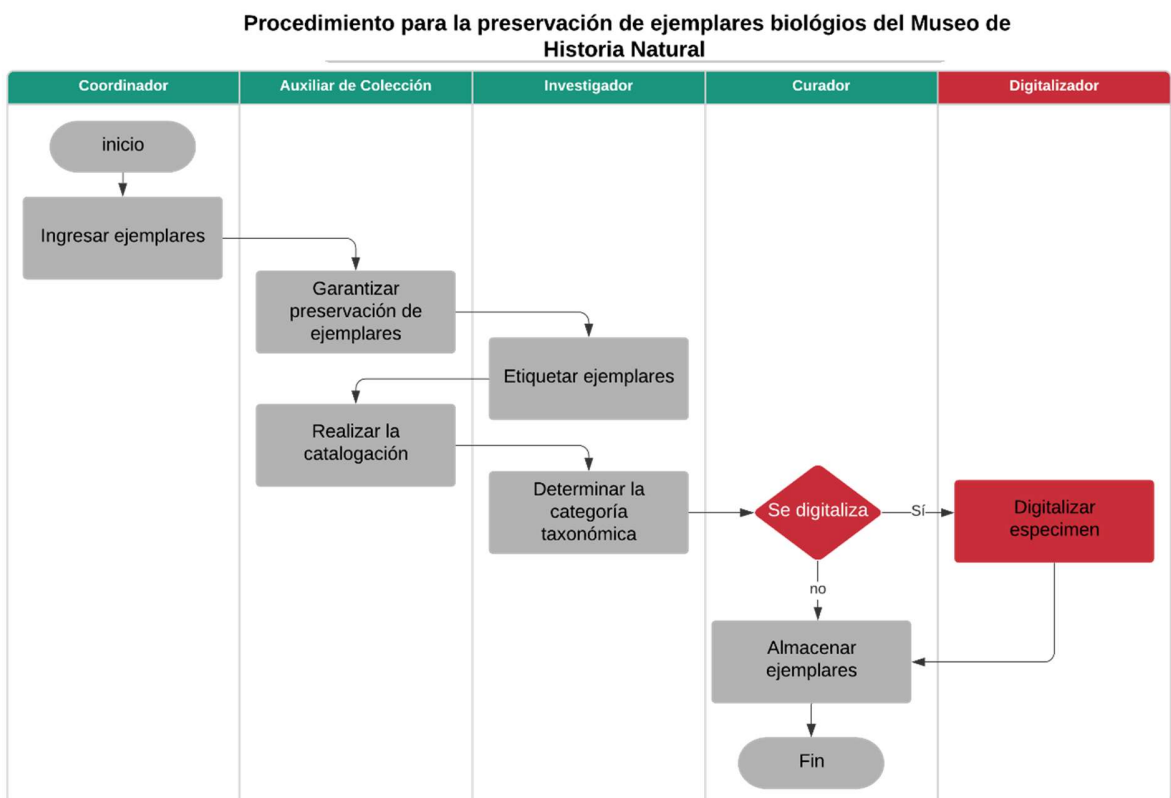 Procedimiento para la preservación de ejemplares biológios del Museo de
Historia Natural
Coordinador
Auxiliar de Colección
Investigador
Curador
Digitalizador
inicio
Ingresar ejemplares
Garantizar
preservación de
ejemplares
Etiquetar ejemplares
Realizar la
catalogación
Determinar la
categoría
taxonómica
Se digitaliza
Sí
Digitalizar
especimen
no
Almacenar
ejemplares
Fin